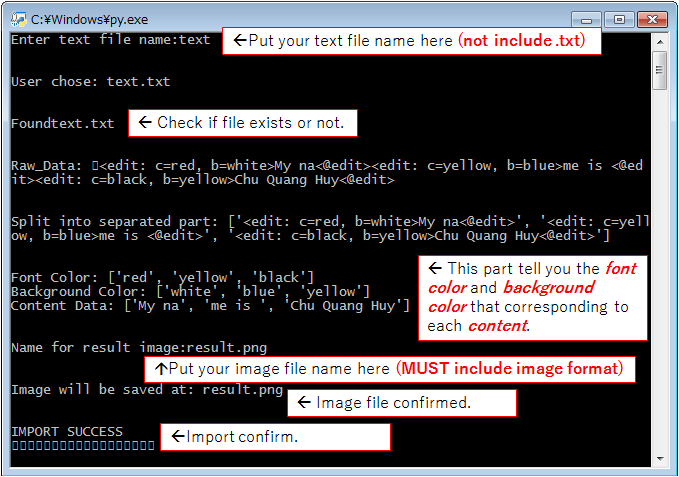 C:¥Windows¥py.exe
Enter text file name:text
←Put your text file name here (not include .txt)
User chose: text.txt
Foundtext.txt
← Check if file exists or not.
Raw_Data: ▯<edit: c=red, b=white>My na<@edit><edit: c=yellow, b=blue>me is <@ed
it><edit: c=black, b=yellow>Chu Quang Huy<@edit>
Split into separated part: ['<edit: c=red, b=white>My na<@edit>', '<edit: c=yell
ow, b=blue>me is <@edit>', '<edit: c=black, b=yellow>Chu Quang Huy<@edit>']
Font Color: ['red', 'yellow', 'black']
Background Color: ['white', 'blue', 'yellow']
Content Data: ['My na', 'me is ', 'Chu Quang Huy']
← This part tell you the font
color and background
color that corresponding to
each content.
Name for result image:result.png
↑Put your image file name here (MUST include image format)
Image will be saved at: result.png
← Image file confirmed.
IMPORT SUCCESS
←Import confirm.